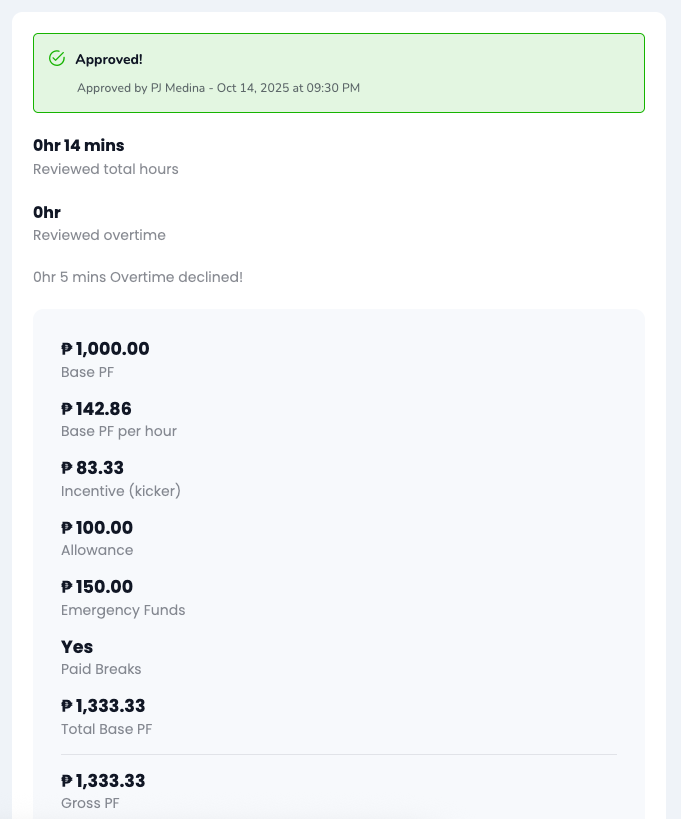 Approved!
Approved by PJ Medina - Oct 14, 2025 at 09:30 PM
0hr 14 mins
Reviewed total hours
0hr
Reviewed overtime
0hr 5 mins Overtime declined!
₱ 1,000.00
Base PF
₱ 142.86
Base PF per hour
₱ 83.33
Incentive (kicker)
₱ 100.00
Allowance
₱ 150.00
Emergency Funds
Yes
Paid Breaks
₱ 1,333.33
Total Base PF
₱ 1,333.33
Gross PF